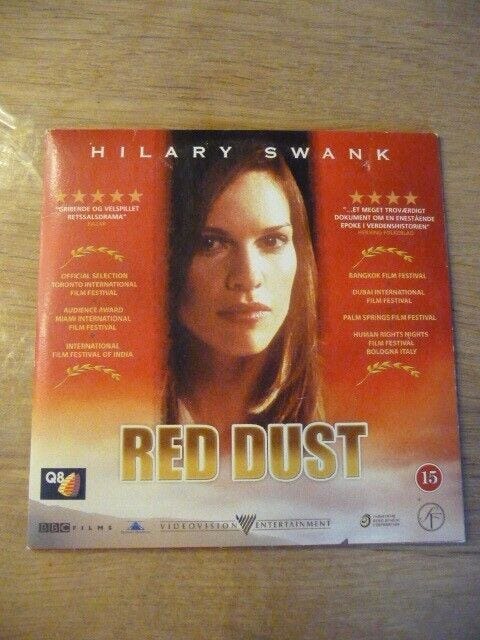 HILARY SWANK
"GRIBENDE OG VELSPILLET
RETSSALSDRAMA"
OFFICIAL SELECTION
TORONTO INTERNATIONAL
FILM FESTIVAL
AUDIENCE AWARD
MIAMI INTERNATIONAL
FILM FESTIVAL
INTERNATIONAL
FILM FESTIVAL OF INDIA
"...ET MEGET TROVÆRDIGT
DOKUMENT OM EN ENESTÅENDE
EPOKE I VERDENSHISTORIEN"
HERNING FOLKEBLAD
BANGKOK FILM FESTIVAL
DUBAI INTERNATIONAL
FILM FESTIVAL
PALM SPRINGS FILM FESTIVAL
HUMAN RIGHTS NIGHTS
FILM FESTIVAL
BOLOGNA ITALY
RED DUST
Q8
15
BBC FILMS
VIDEOVISION ENTERTAINMENT
SF